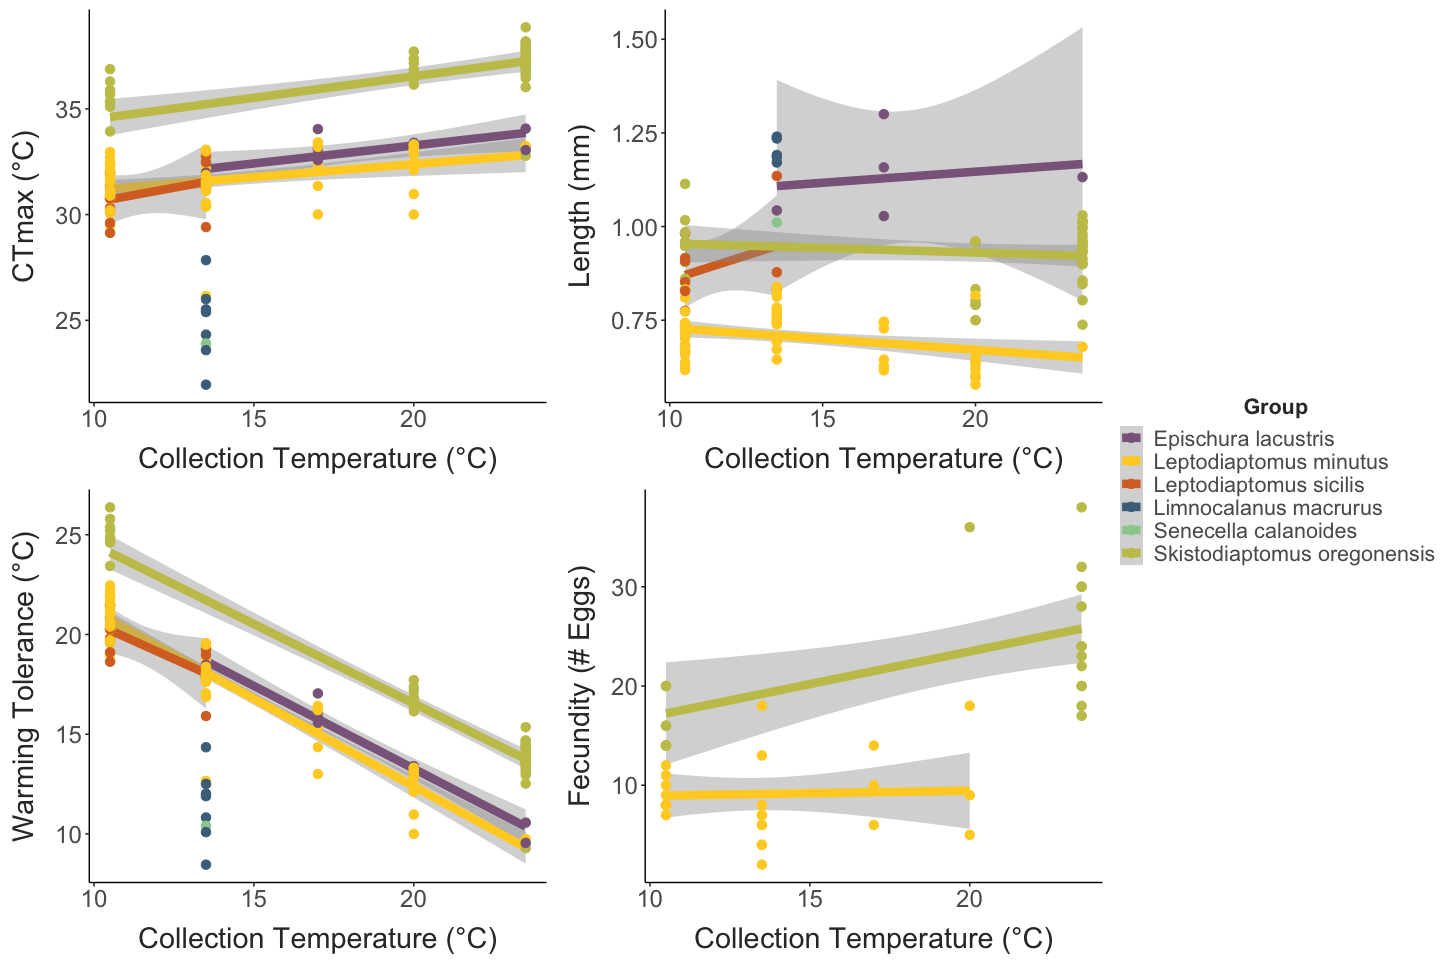 35
30
25
10
15
20
CTmax (°C)
Collection Temperature (°C)
1.50
1.25
1.00
0.75
10
15
20
Length (mm)
Collection Temperature (°C)
Group
Epischura lacustris
Leptodiaptomus minutus
Leptodiaptomus sicilis
Limnocalanus macrurus
Senecella calanoides
Skistodiaptomus oregonensis
25
20
15
10
10
15
20
Warming Tolerance (°C)
Collection Temperature (°C)
30
20
10
10
15
20
Fecundity (# Eggs)
Collection Temperature (°C)